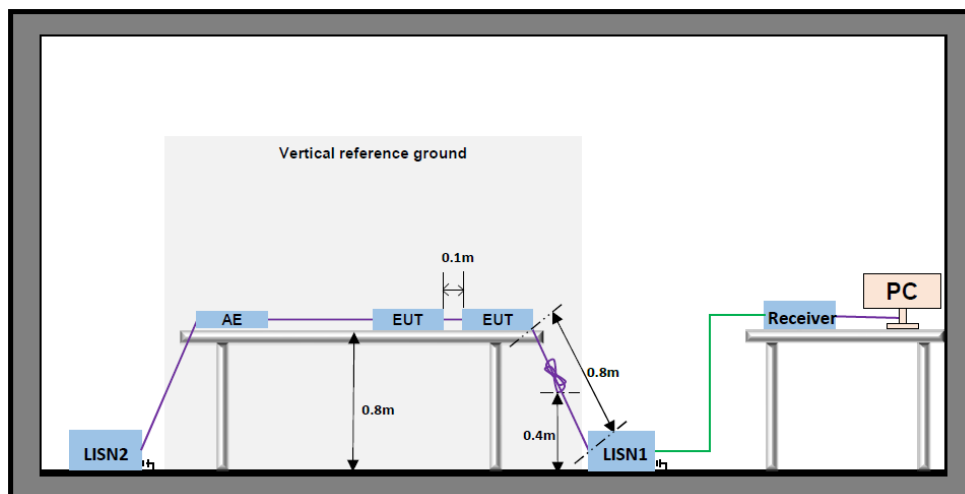 Vertical reference ground
0.1m
PC
AE
EUT
EUT
Receiver
0.8m
0.8m
0.4m
LISN2
LISN1